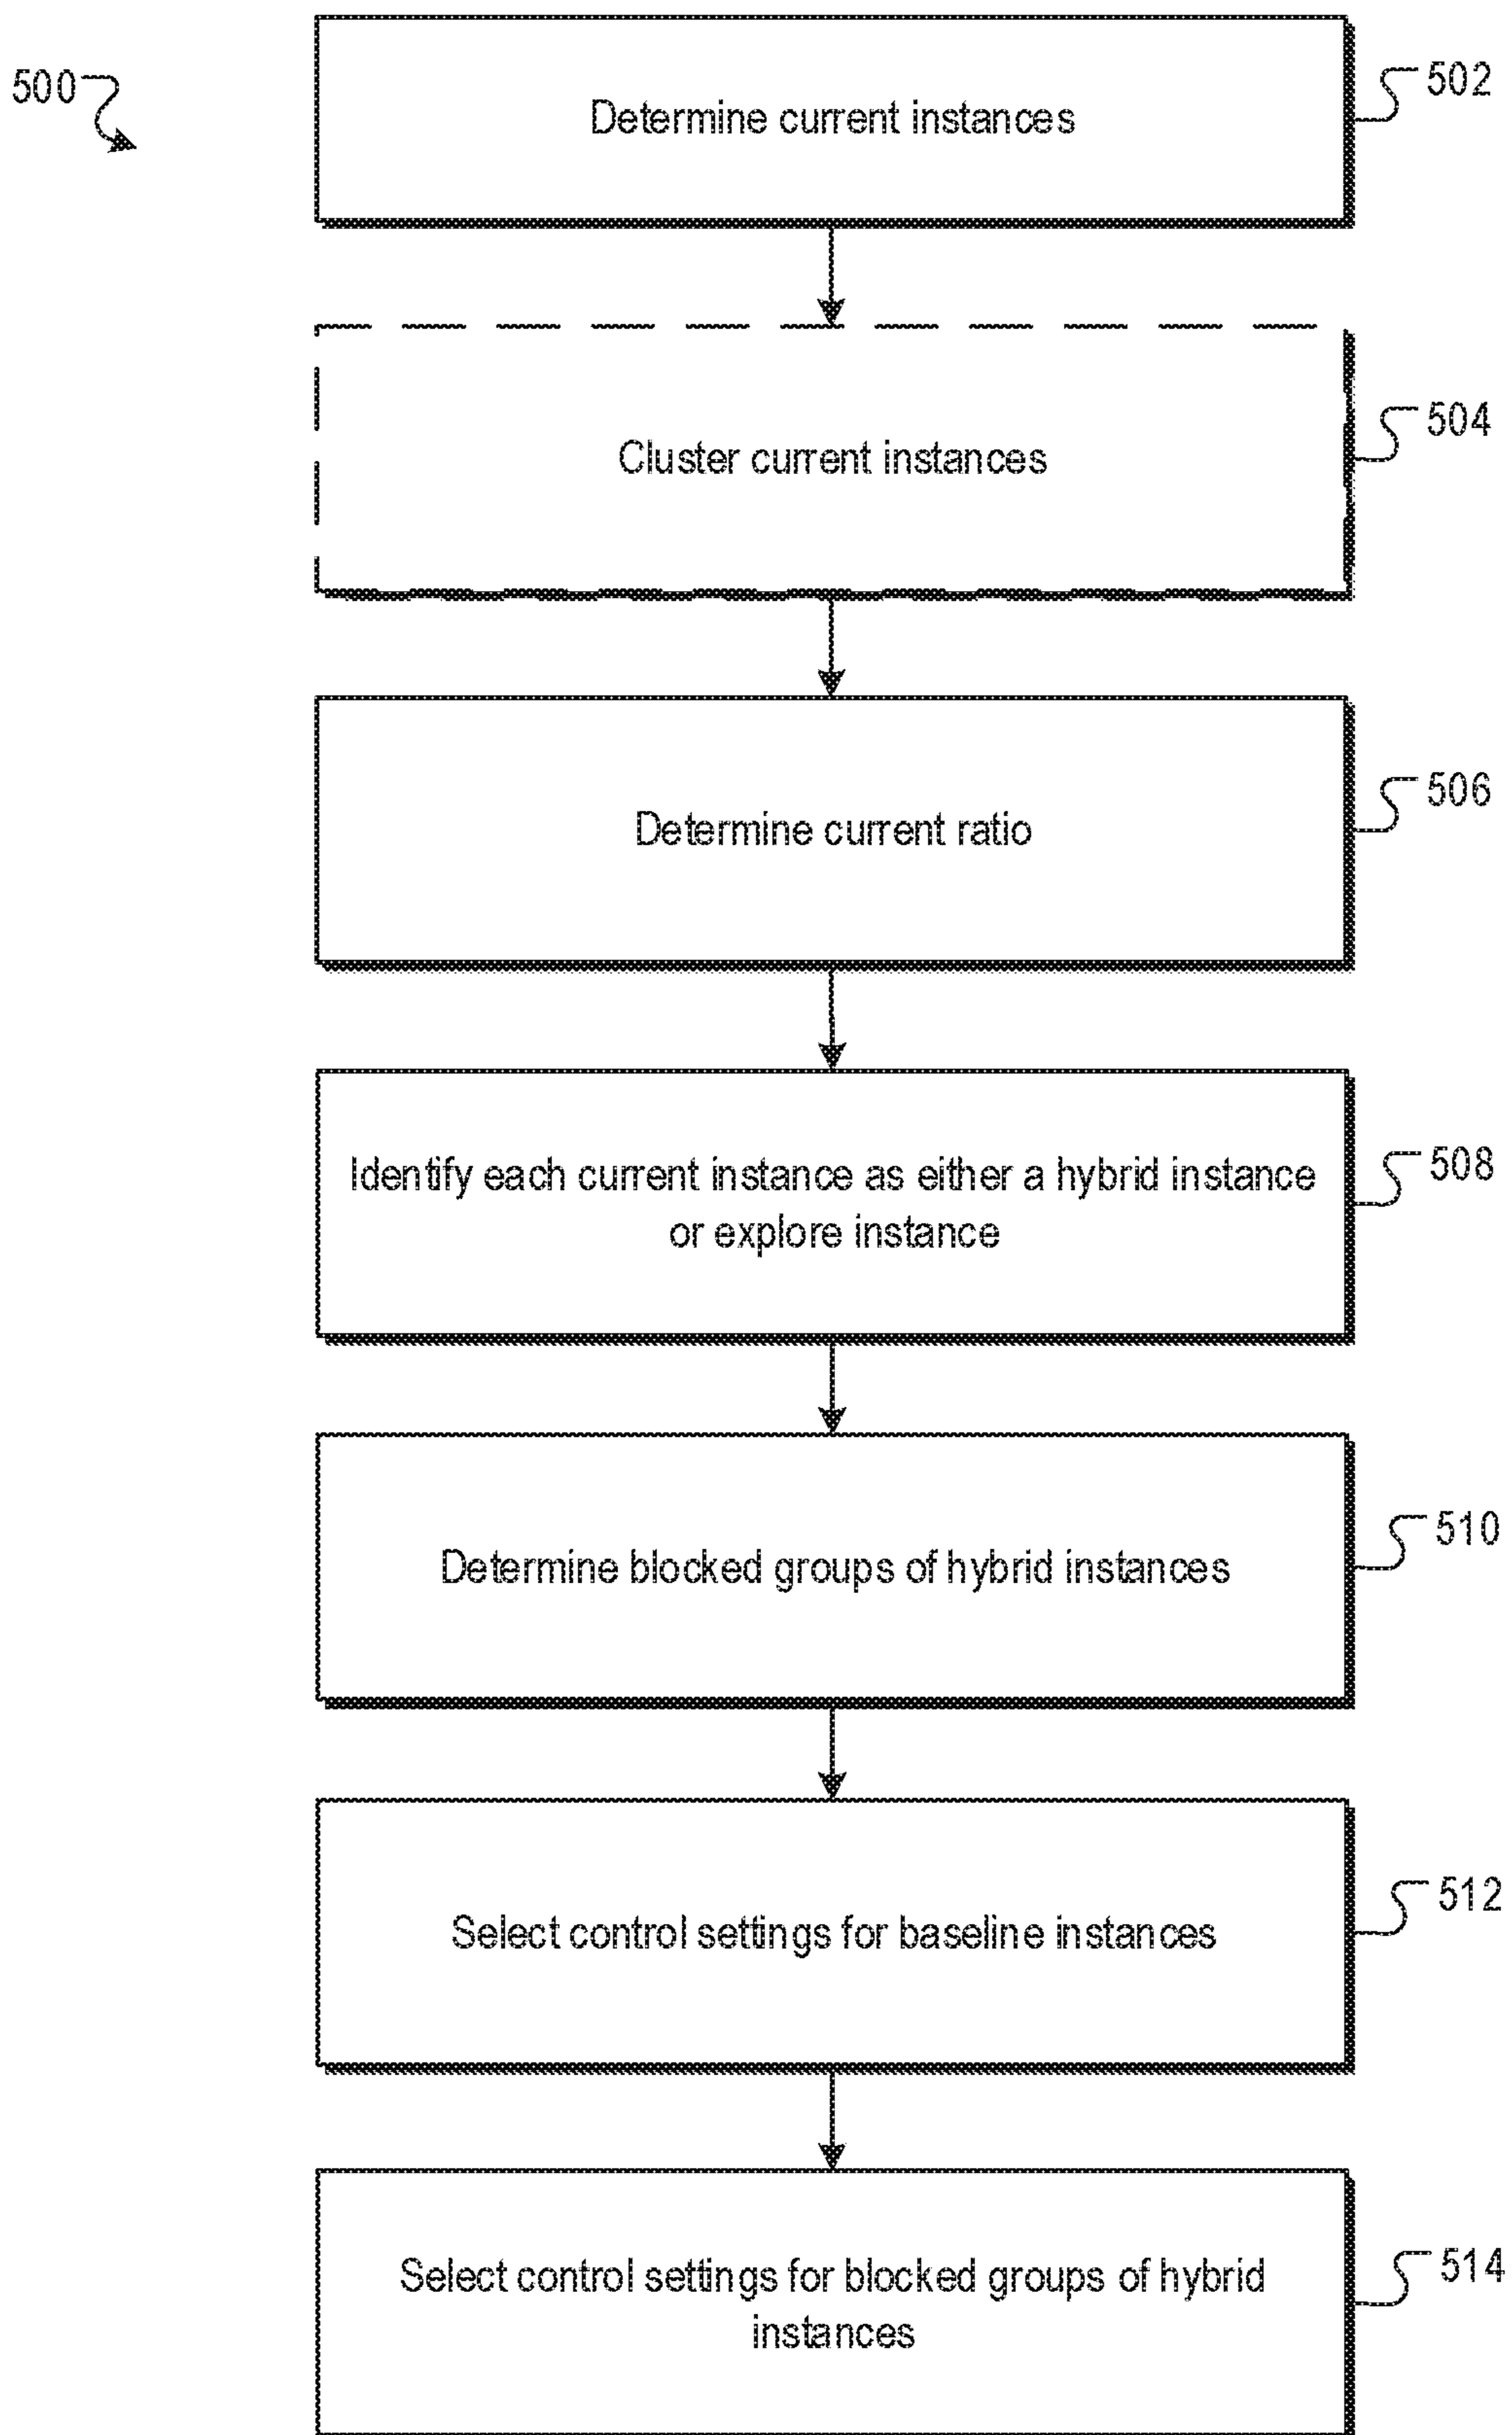 500
Determine current instances
502
Cluster current instances
504
Determine current ratio
506
Identify each current instance as either a hybrid instance
or explore instance
508
Determine blocked groups of hybrid instances
510
Select control settings for baseline instances
512
Select control settings for blocked groups of hybrid
instances
514